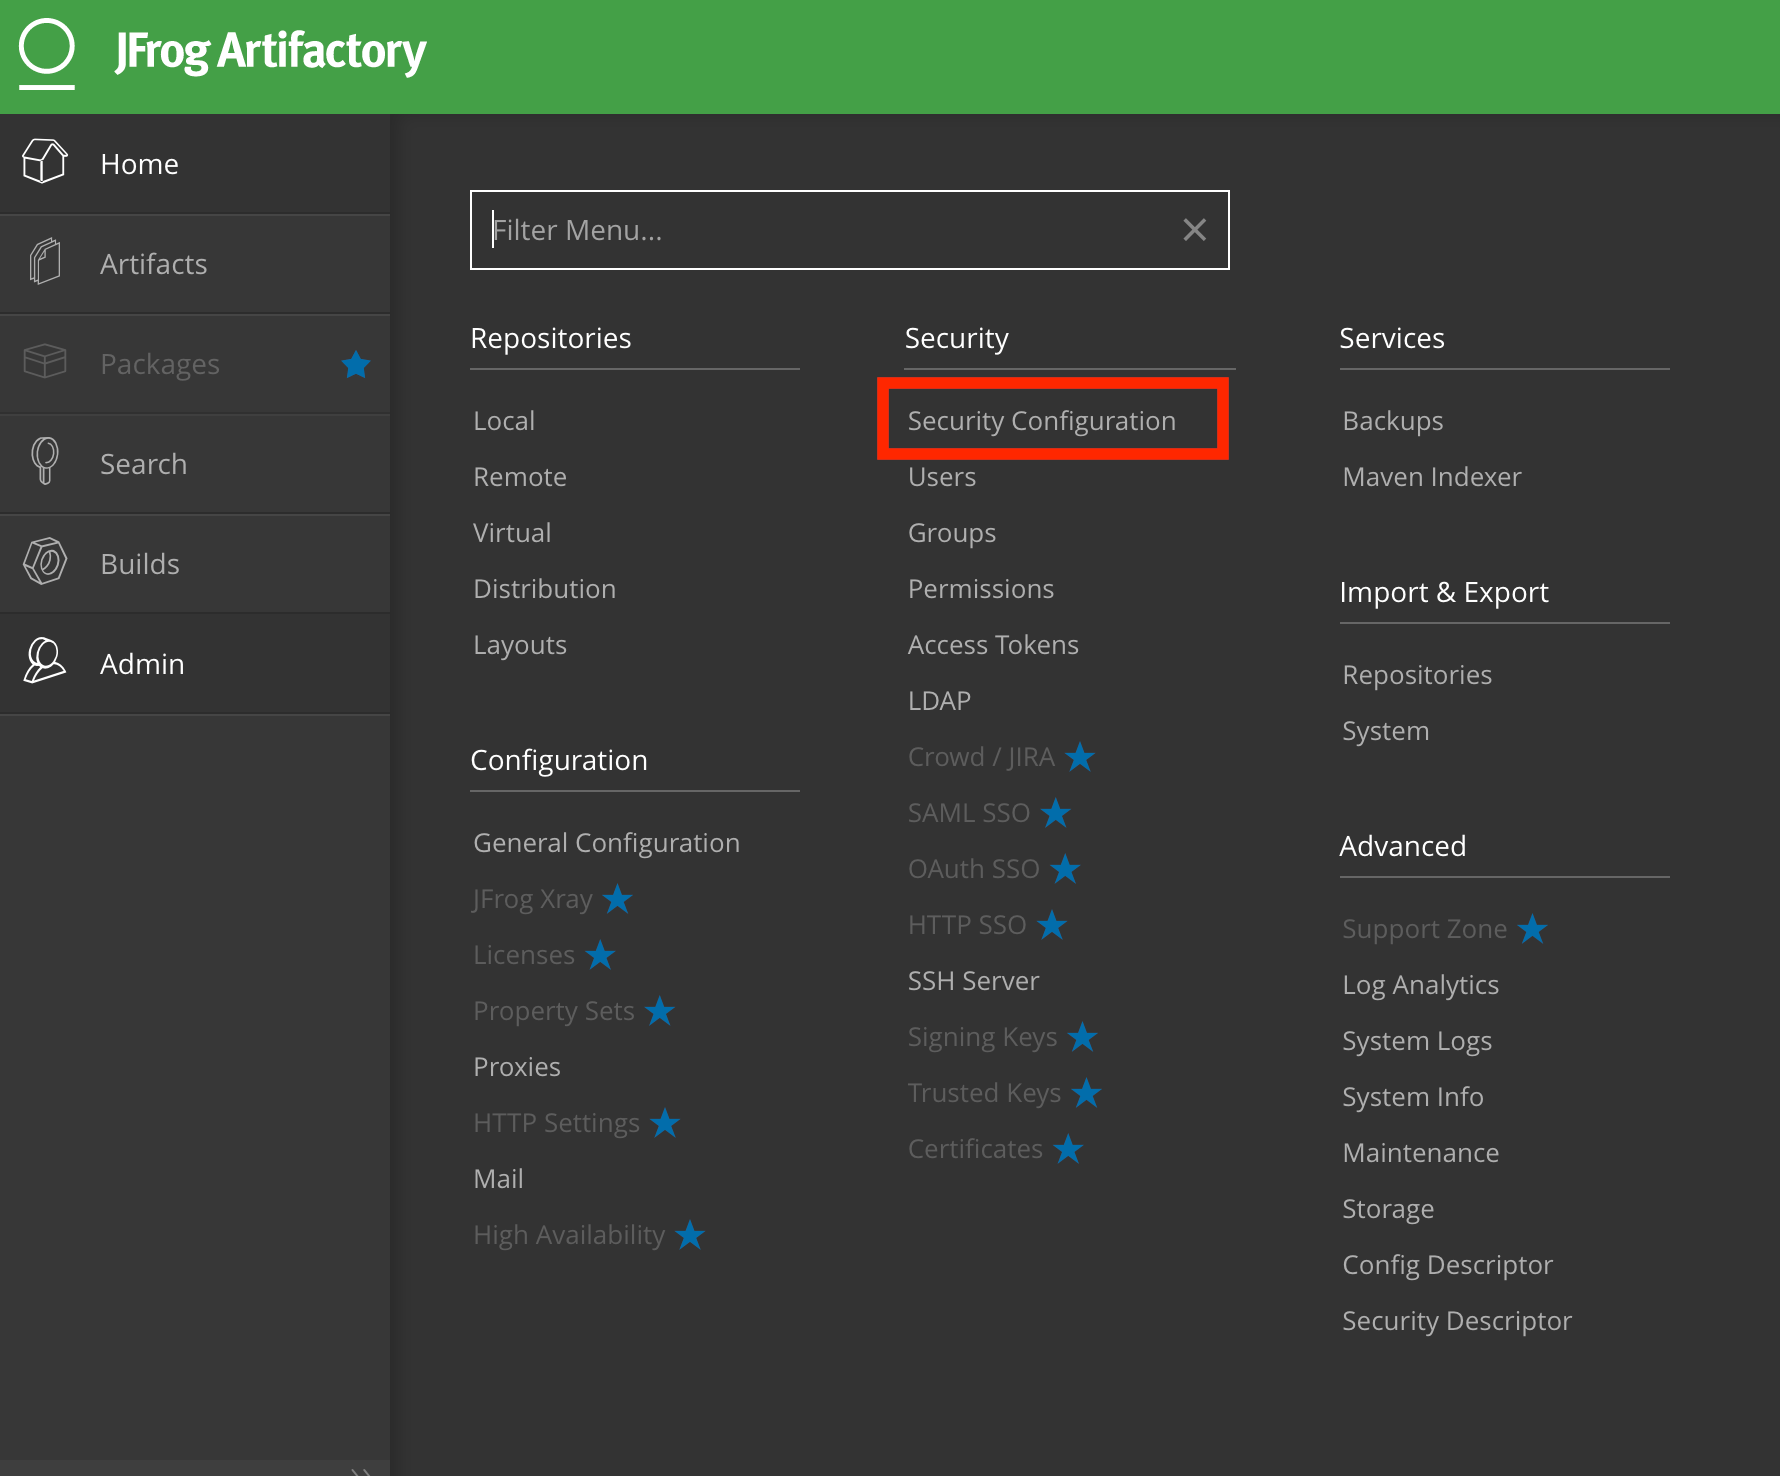 JFrog Artifactory
Home
Artifacts
Packages
Search
Builds
Admin
Filter Menu...
Repositories
Local
Remote
Virtual
Distribution
Layouts
Configuration
General Configuration
JFrog Xray
Licenses
Property Sets
Proxies
HTTP Settings
Mail
High Availability
Security
Security Configuration
Users
Groups
Permissions
Access Tokens
LDAP
Crowd / JIRA
SAML SSO
OAuth SSO
HTTP SSO
SSH Server
Signing Keys
Trusted Keys
Certificates
Services
Backups
Maven Indexer
Import & Export
Repositories
System
Advanced
Support Zone
Log Analytics
System Logs
System Info
Maintenance
Storage
Config Descriptor
Security Descriptor